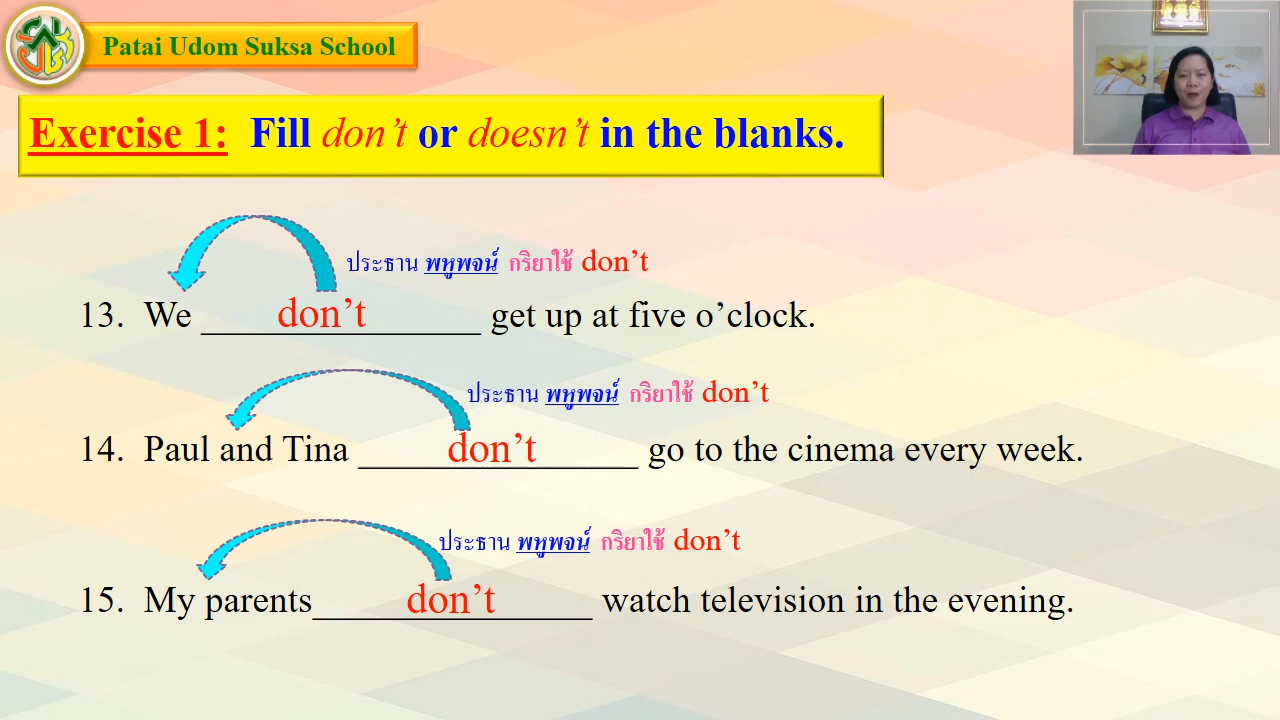 Patai Udom Suksa School
Exercise 1: Fill don’t or doesn’t in the blanks.
ประธาน พหูพจน์ กริยาใช้ don’t
13. We _______________ don’t get up at five o’clock.
ประธาน พหูพจน์ กริยาใช้ don’t
14. Paul and Tina _______________ don’t go to the cinema every week.
ประธาน พหูพจน์ กริยาใช้ don’t
15. My parents_______________ don’t watch television in the evening.